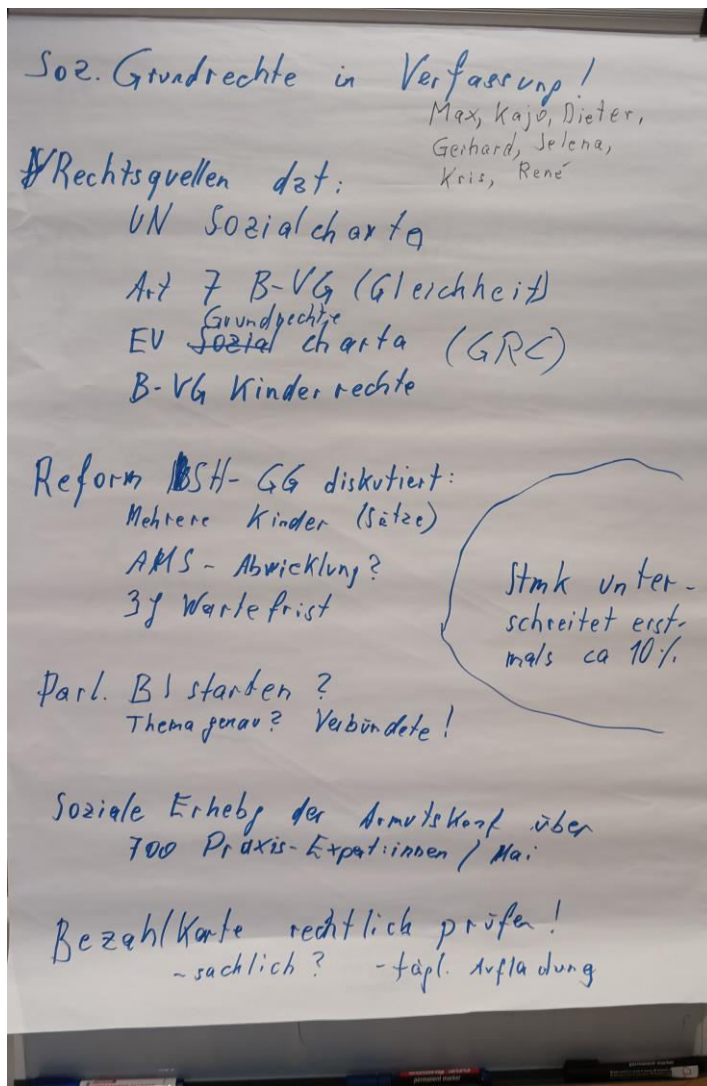 Soz. Grundrechte in Verfassung!
Max, Kajo, Dieter,
Gerhard, Jelena,
Kris, René
Rechtsquellen dzt:
UN Sozialcharta
Art 7 B-VG (Gleichheit)
Grundrechte
EU Sozial charta (GRC)
B-VG Kinderrechte
Reform SH-GG diskutiert:
Mehrere Kinder (Sätze)
AMS - Abwicklung?
3j Wartefrist
Stmk unter-
schreitet erst-
mals ca 10%
Parl. BI starten?
Thema genau? Verbündete!
Soziale Erhebg der Armutskonf über
700 Praxis-Expert:innen / Mai
Bezahlkarte rechtlich prüfen!
- sachlich? - tägl. Aufladung
permanent marker